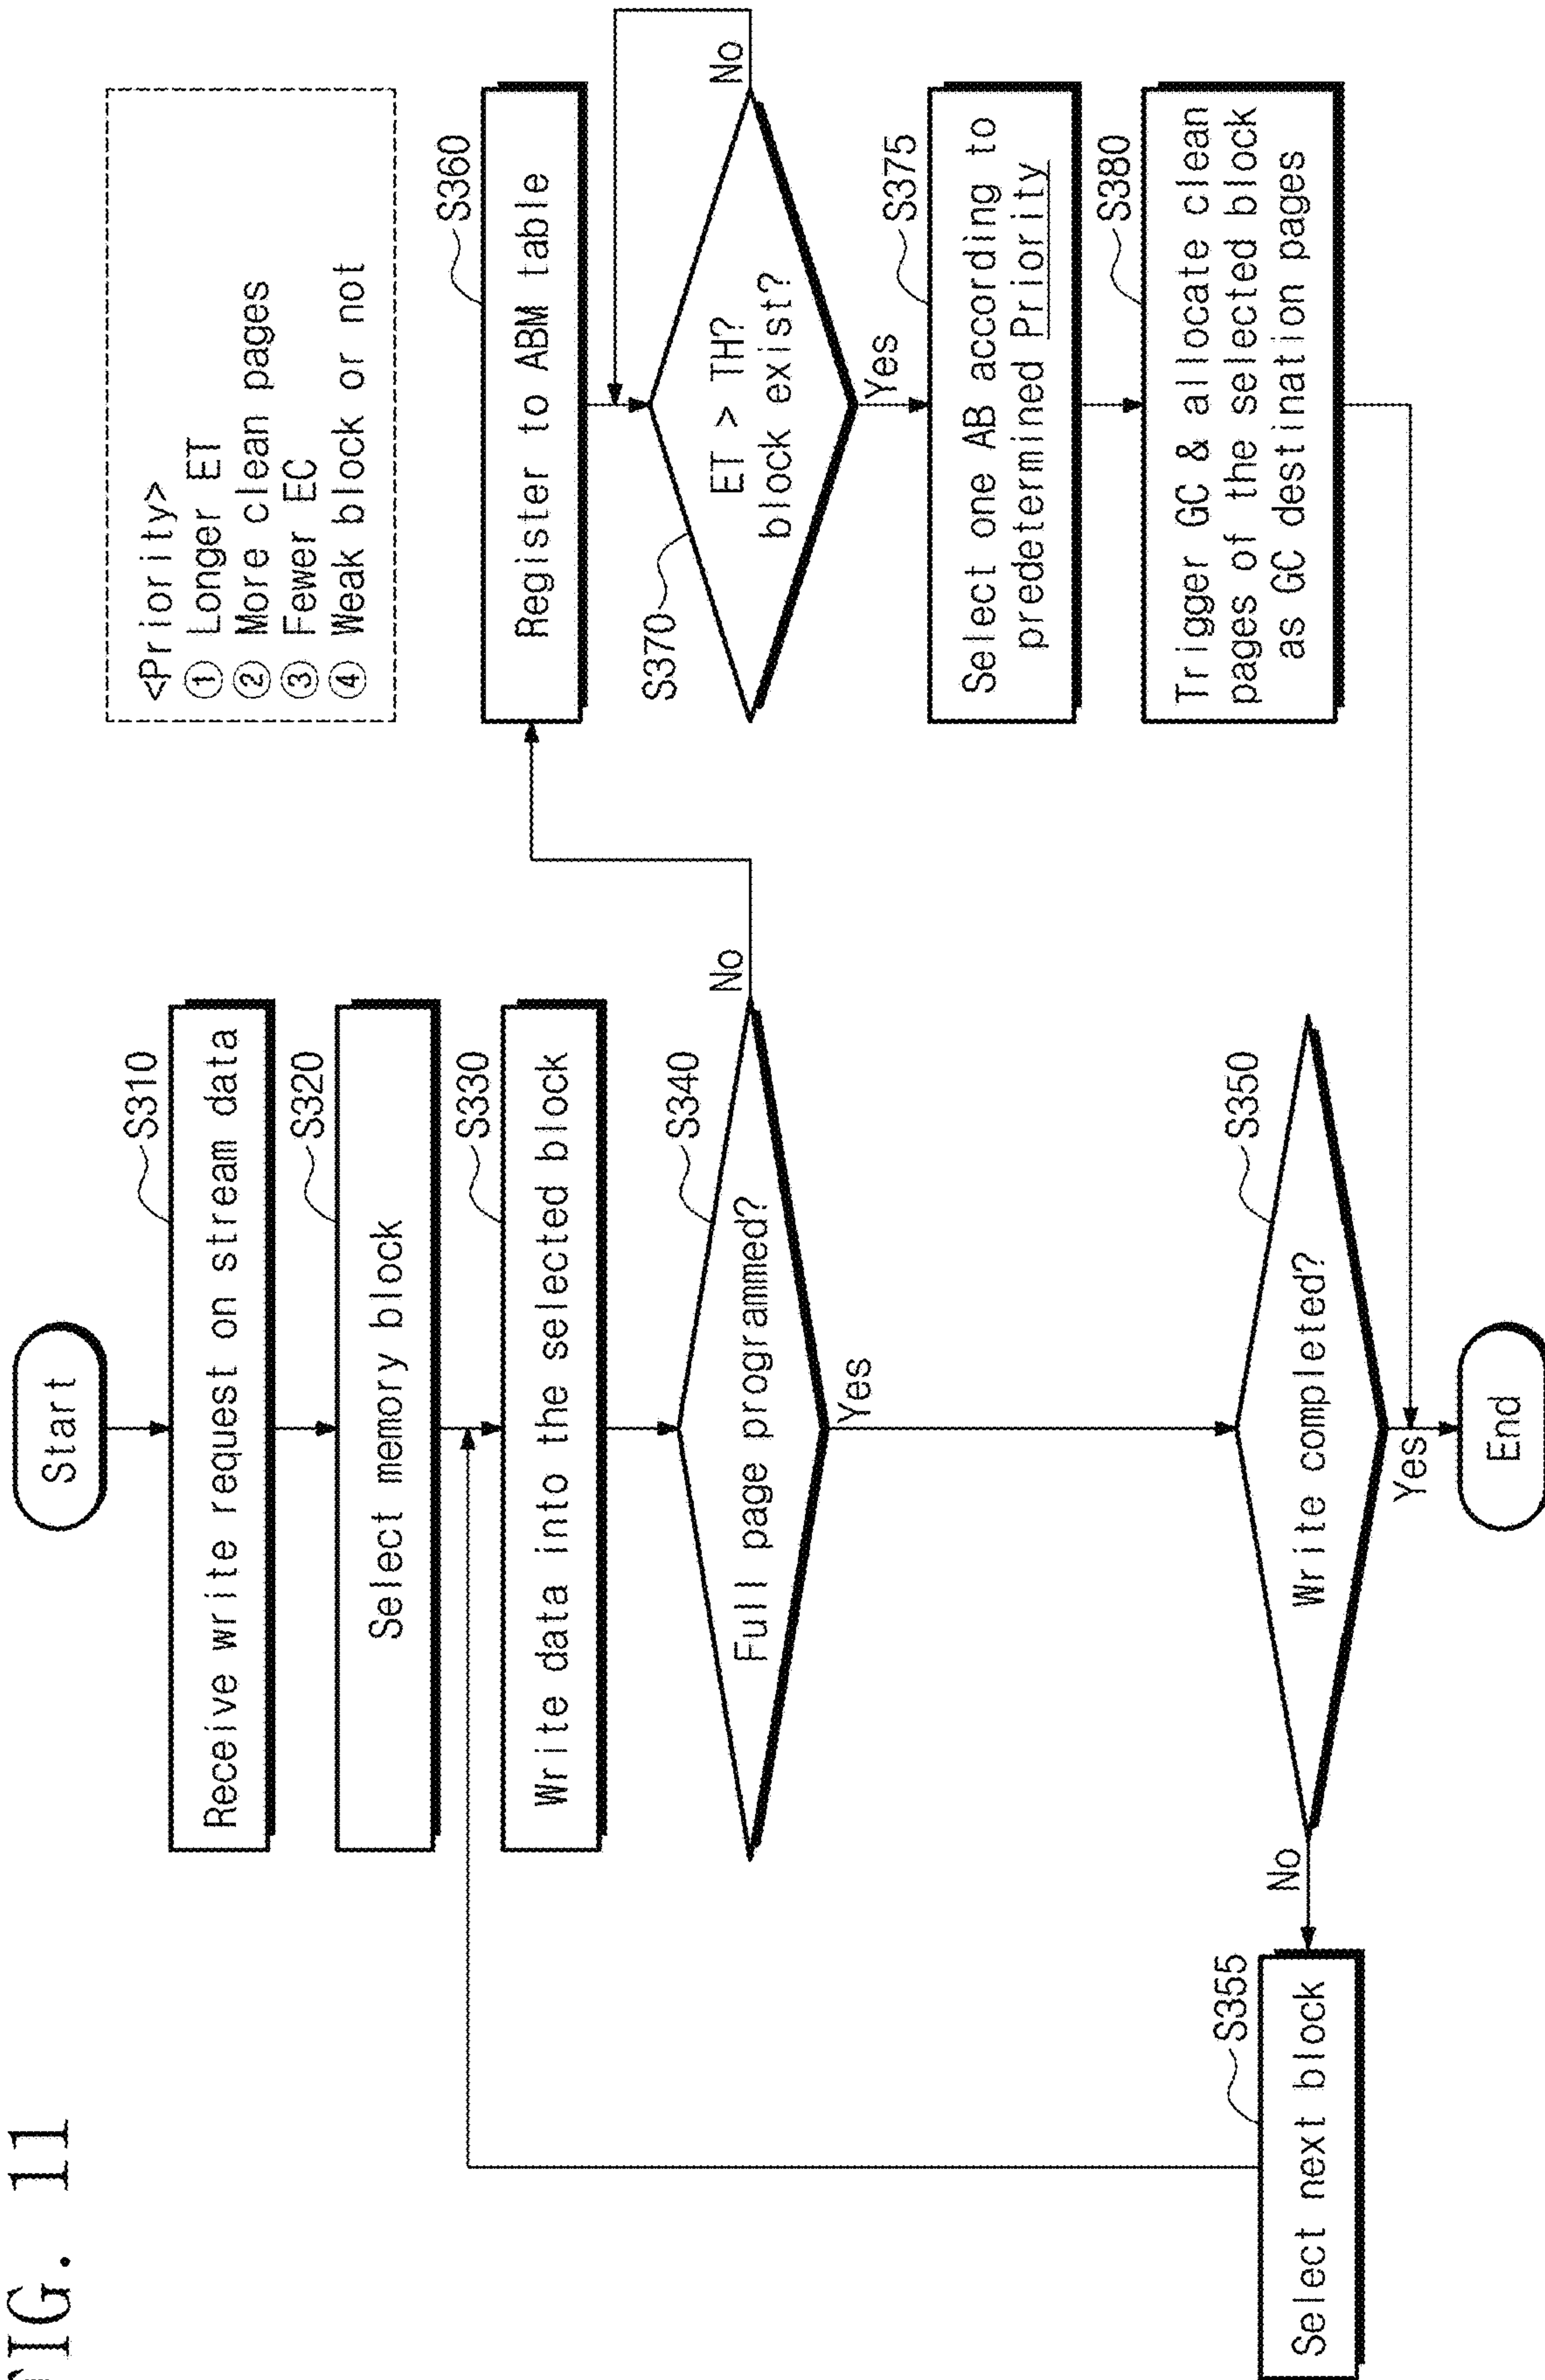 FIG. 11
Start
Receive write request on stream data
S310
Select memory block
S320
Write data into the selected block
S330
Full page programmed?
S340
No
Yes
Write completed?
S350
No
Yes
Select next block
S355
End
<Priority>
① Longer ET
② More clean pages
③ Fewer EC
④ Weak block or not
Register to ABM table
S360
ET > TH?
block exist?
S370
No
Yes
Select one AB according to
predetermined Priority
S375
Trigger GC & allocate clean
pages of the selected block
as GC destination pages
S380